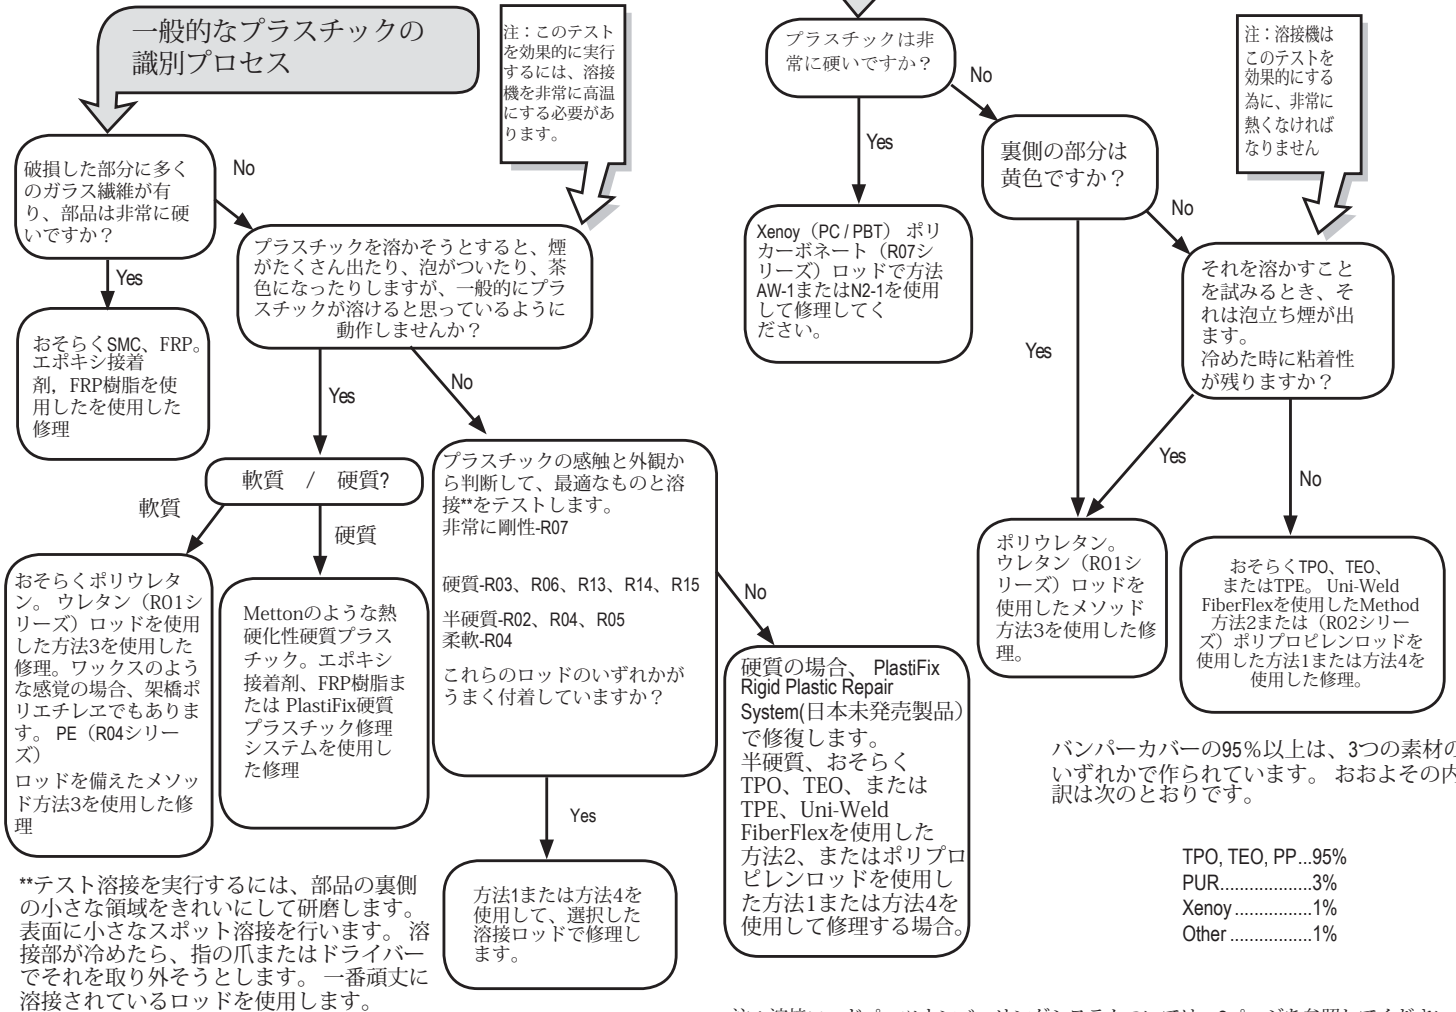 一般的なプラスチックの
識別プロセス
注：このテスト
を効果的に実行
するには、溶接
機を非常に高温
にする必要があ
ります。
破損した部分に多く
のガラス繊維が有
り、部品は非常に硬
いですか？
No
Yes
おそらくSMC、FRP。
エポキシ接着
剤，FRP樹脂を使
用したを使用した
修理
プラスチックを溶かそうとすると、煙
がたくさん出たり、泡がついたり、茶
色になったりしますが、一般的にプラ
スチックが溶けると思っているように
動作しませんか？
Yes
No
軟質 / 硬質?
軟質
硬質
おそらくポリウレタ
ン。 ウレタン（R01シ
リーズ）ロッドを使用
した方法3を使用した
修理。ワックスのよう
な感覚の場合、架橋ポ
リエチレヱでもありま
す。 PE（R04シリー
ズ）
ロッドを備えたメソッ
ド方法3を使用した修
理
Mettonのような熱
硬化性硬質プラス
チック。エポキシ
接着剤、FRP樹脂ま
たは PlastiFix硬質
プラスチック修理
システムを使用し
た修理
プラスチックの感触と外観か
ら判断して、最適なものと溶
接**をテストします。
非常に剛性-R07
硬質-R03、R06、R13、R14、R15
半硬質-R02、R04、R05
柔軟-R04
これらのロッドのいずれかが
うまく付着していますか？
No
Yes
方法1または方法4を
使用して、選択した
溶接ロッドで修理し
ます。
硬質の場合、 PlastiFix
Rigid Plastic Repair
System(日本未発売製品）
で修復します。
半硬質、おそらく
TPO、TEO、または
TPE、Uni-Weld
FiberFlexを使用した
方法2、またはポリプロ
ピレンロッドを使用し
た方法1または方法4を
使用して修理する場合。
**テスト溶接を実行するには、部品の裏側
の小さな領域をきれいにして研磨します。
表面に小さなスポット溶接を行います。 溶
接部が冷めたら、指の爪またはドライバー
でそれを取り外そうとします。 一番頑丈に
溶接されているロッドを使用します。
プラスチックは非
常に硬いですか？
No
Yes
Xenoy（PC / PBT） ポリ
カーボネート（R07シ
リーズ）ロッドで方法
AW-1またはN2-1を使用
して修理してく
ださい。
裏側の部分は
黄色ですか？
No
Yes
注：溶接機は
このテストを
効果的にする
為に、非常に
熱くなければ
なりません
それを溶かすこと
を試みるとき、そ
れは泡立ち煙が出
ます。
冷めた時に粘着性
が残りますか？
Yes
No
ポリウレタン。
ウレタン（R01シ
リーズ）ロッドを
使用したメソッド
方法3を使用した修
理。
おそらくTPO、TEO、
またはTPE。 Uni-Weld
FiberFlexを使用したMethod
方法2または（R02シリー
ズ）ポリプロピレンロッドを
使用した方法1または方法4を
使用した修理。
バンパーカバーの95％以上は、3つの素材の
いずれかで作られています。 おおよその内
訳は次のとおりです。
TPO, TEO, PP...95%
PUR...................3%
Xenoy ................1%
Other .................1%